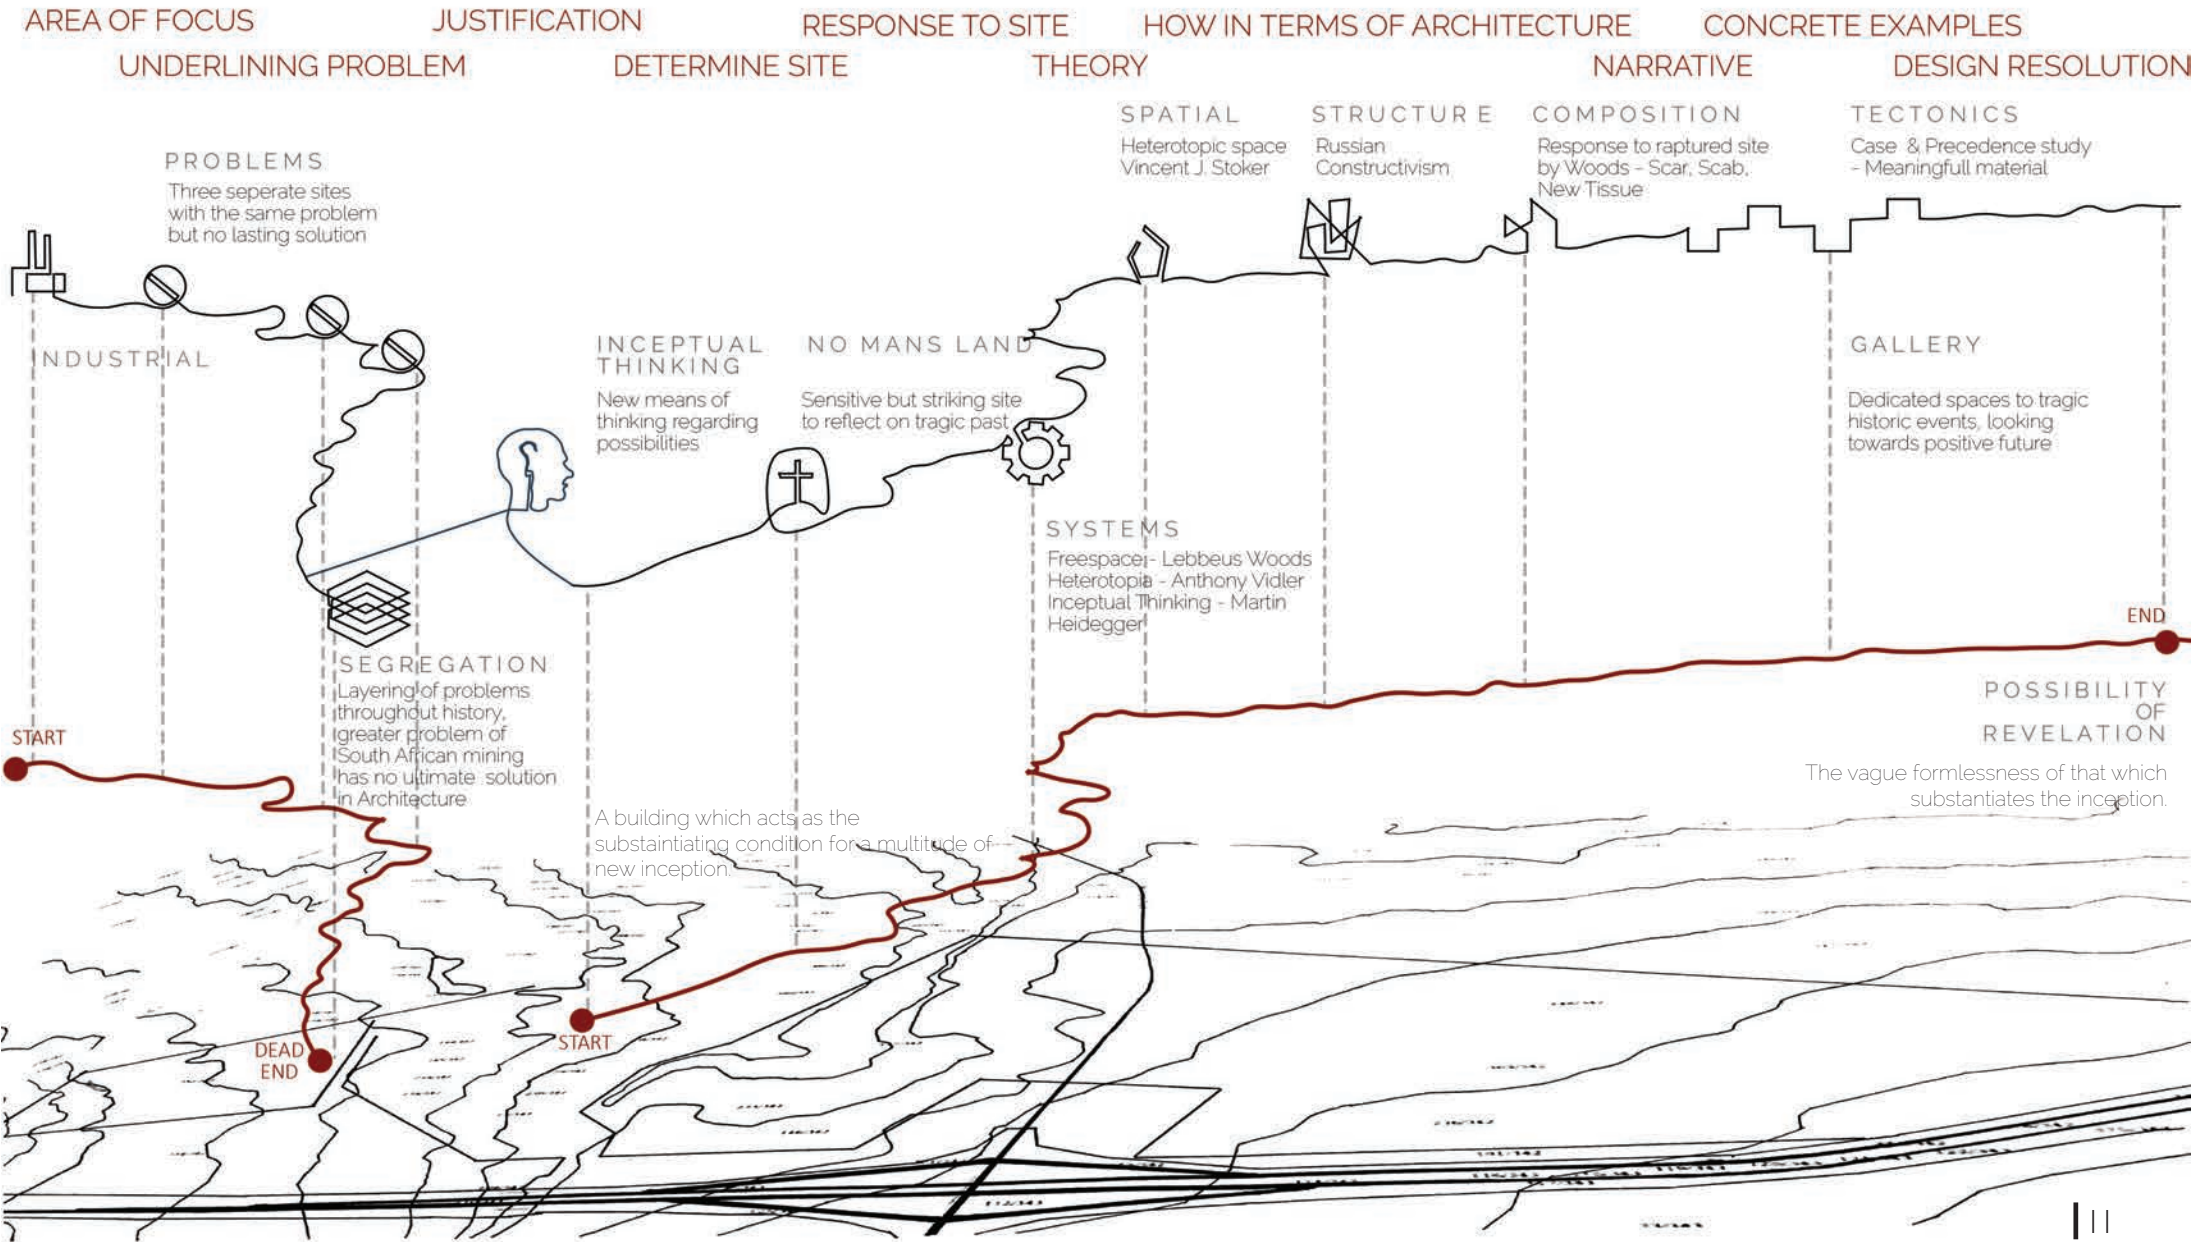 AREA OF FOCUS
JUSTIFICATION
RESPONSE TO SITE
HOW IN TERMS OF ARCHITECTURE
CONCRETE EXAMPLES
UNDERLINING PROBLEM
DETERMINE SITE
THEORY
NARRATIVE
DESIGN RESOLUTION
SPATIAL
Heterotopic space
Vincent J. Stoker
STRUCTURE
Russian
Constructivism
COMPOSITION
Response to raptured site
by Woods - Scar, Scab,
New Tissue
TECTONICS
Case & Precedence study
- Meaningfull material
PROBLEMS
Three seperate sites
with the same problem
but no lasting solution
INDUSTRIAL
INCEPTUAL
THINKING
New means of
thinking regarding
possibilities
NO MANS LAND
Sensitive but striking site
to reflect on tragic past
GALLERY
Dedicated spaces to tragic
historic events, looking
towards positive future
SYSTEMS
Freespace - Lebbeus Woods
Heterotopia - Anthony Vidler
Inceptual Thinking - Martin
Heidegger
SEGREGATION
Layering of problems
throughout history,
greater problem of
South African mining
has no ultimate solution
in Architecture
START
END
POSSIBILITY
OF
REVELATION
The vague formlessness of that which
substantiates the inception.
A building which acts as the
substaintiating condition for a multitude of
new inception.
START
DEAD
END
11